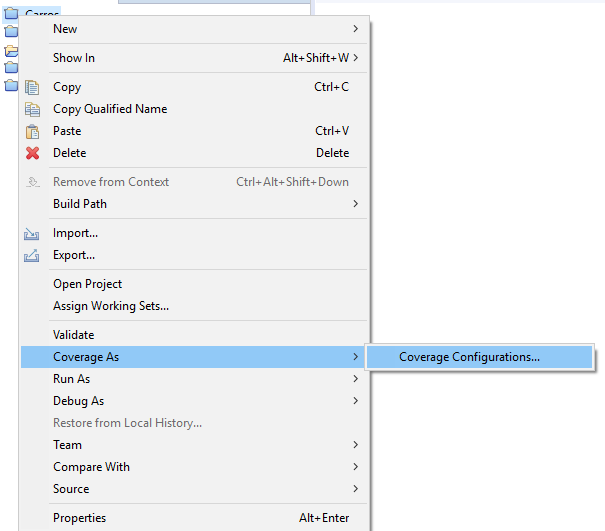 Carros
New
Show In Alt+Shift+W
Copy Ctrl+C
Copy Qualified Name
Paste Ctrl+V
Delete Delete
Remove from Context Ctrl+Alt+Shift+Down
Build Path
Import...
Export...
Open Project
Assign Working Sets...
Validate
Coverage As Coverage Configurations...
Run As
Debug As
Restore from Local History...
Team
Compare With
Source
Properties Alt+Enter